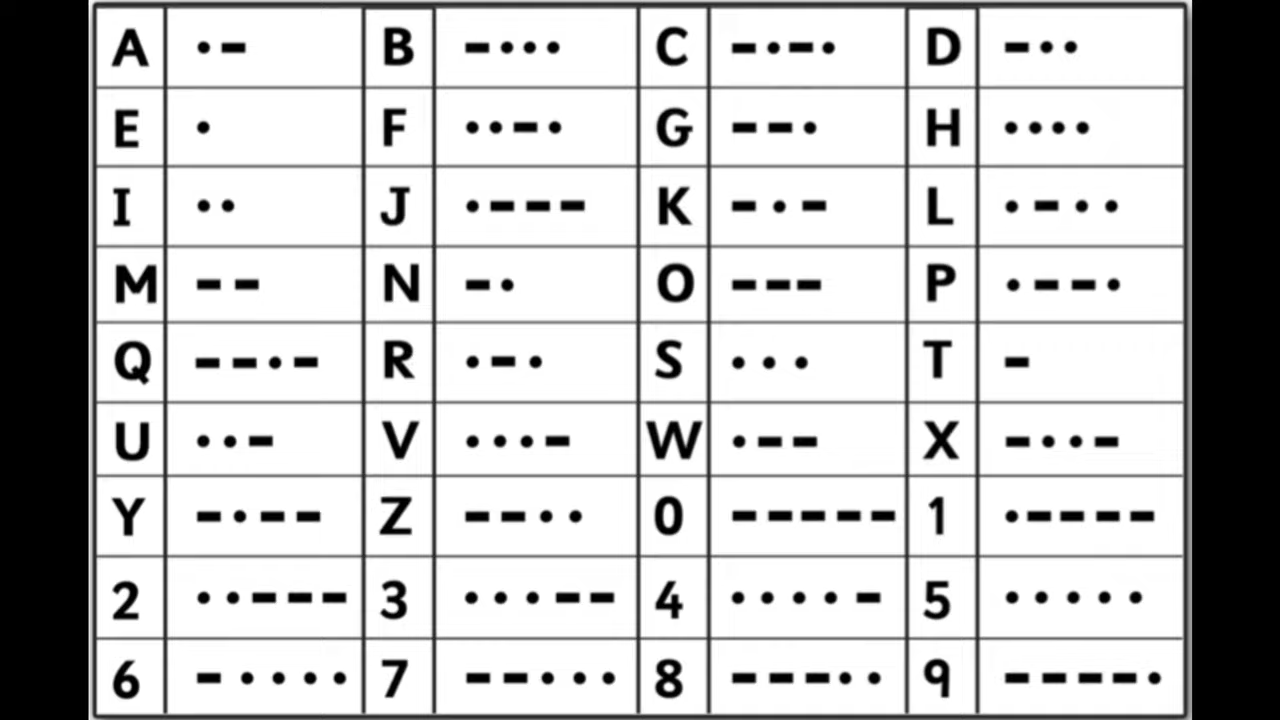 A •− B −••• C −•−• D −••
E • F ••−• G −−• H ••••
I •• J •−−− K −•− L •−••
M −− N −• O −−− P •−−•
Q −−•− R •−• S ••• T −
U ••− V •••− W •−− X −••−
Y −•−− Z −−•• 0 −−−−− 1 •−−−−
2 ••−−− 3 •••−− 4 ••••− 5 •••••
6 −•••• 7 −−••• 8 −−−•• 9 −−−−•